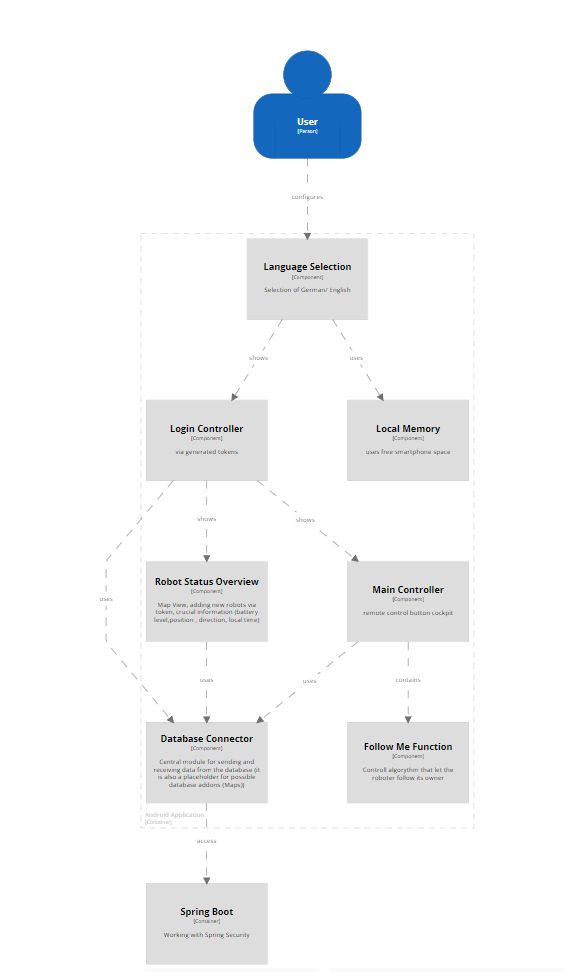 User
[Person]
configures
Language Selection
[Component]
Selection of German/ English
shows
uses
Login Controller
[Component]
via generated tokens
Local Memory
[Component]
uses free smartphone space
shows
shows
uses
Robot Status Overview
[Component]
Map View, adding new robots via
token, crucial information (battery
level,position , direction, local time)
Main Controller
[Component]
remote control button cockpit
uses
uses
contains
Database Connector
[Component]
Central module for sending and
receiving data from the database (it
is also a placeholder for possible
database addons (Maps))
Follow Me Function
[Component]
Controll algorythm that let the
roboter follow its owner
Android Application
[Container]
access
Spring Boot
[Container]
Working with Spring Security